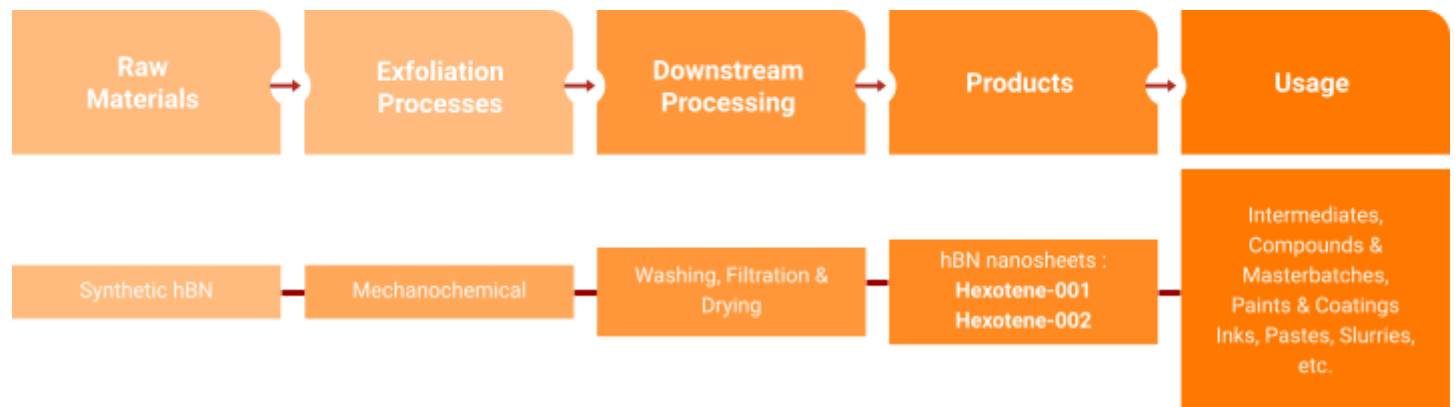 Raw
Materials
Exfoliation
Processes
Downstream
Processing
Products
Usage
Synthetic hBN
Mechanochemical
Washing, Filtration &
Drying
hBN nanosheets :
Hexotene-001
Hexotene-002
Intermediates,
Compounds &
Masterbatches,
Paints & Coatings
Inks, Pastes, Slurries,
etc.